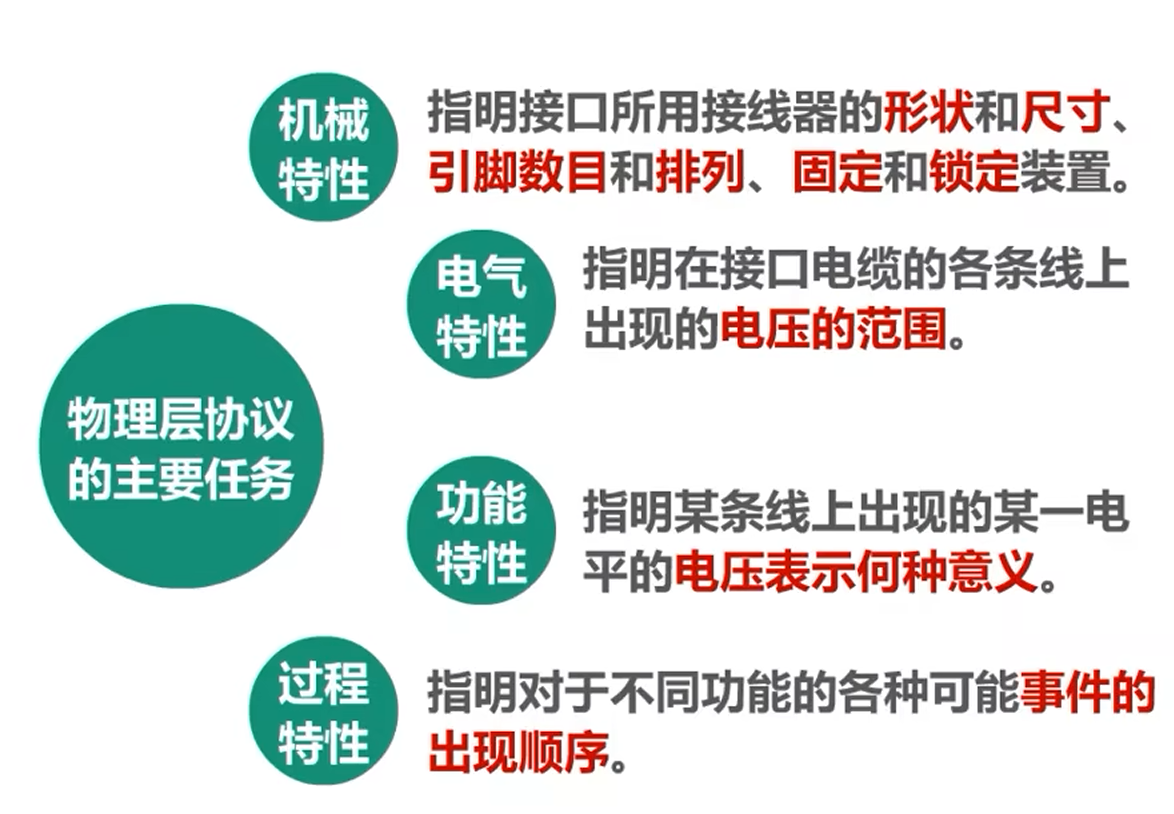 机械
特性
指明接口所用接线器的形状和尺寸、
引脚数目和排列、固定和锁定装置。
电气
特性
指明在接口电缆的各条线上
出现的电压的范围。
物理层协议
的主要任务
功能
特性
指明某条线上出现的某一电
平的电压表示何种意义。
过程
特性
指明对于不同功能的各种可能事件的
出现顺序。